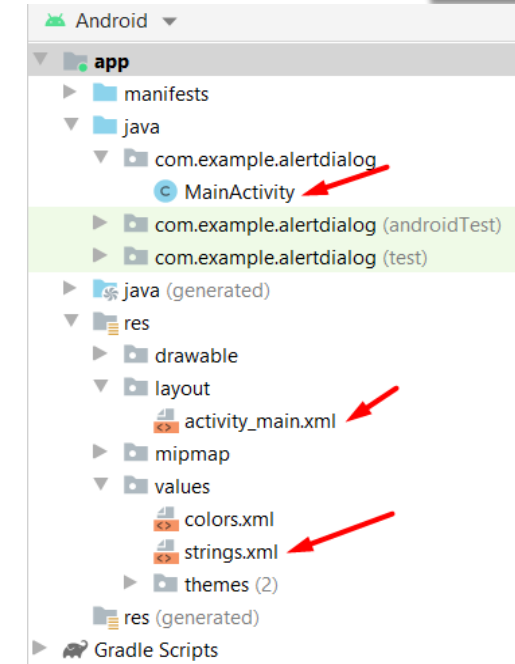 Android
app
manifests
java
com.example.alertdialog
C MainActivity
com.example.alertdialog (androidTest)
com.example.alertdialog (test)
java (generated)
res
drawable
layout
activity_main.xml
mipmap
values
colors.xml
strings.xml
themes (2)
res (generated)
Gradle Scripts